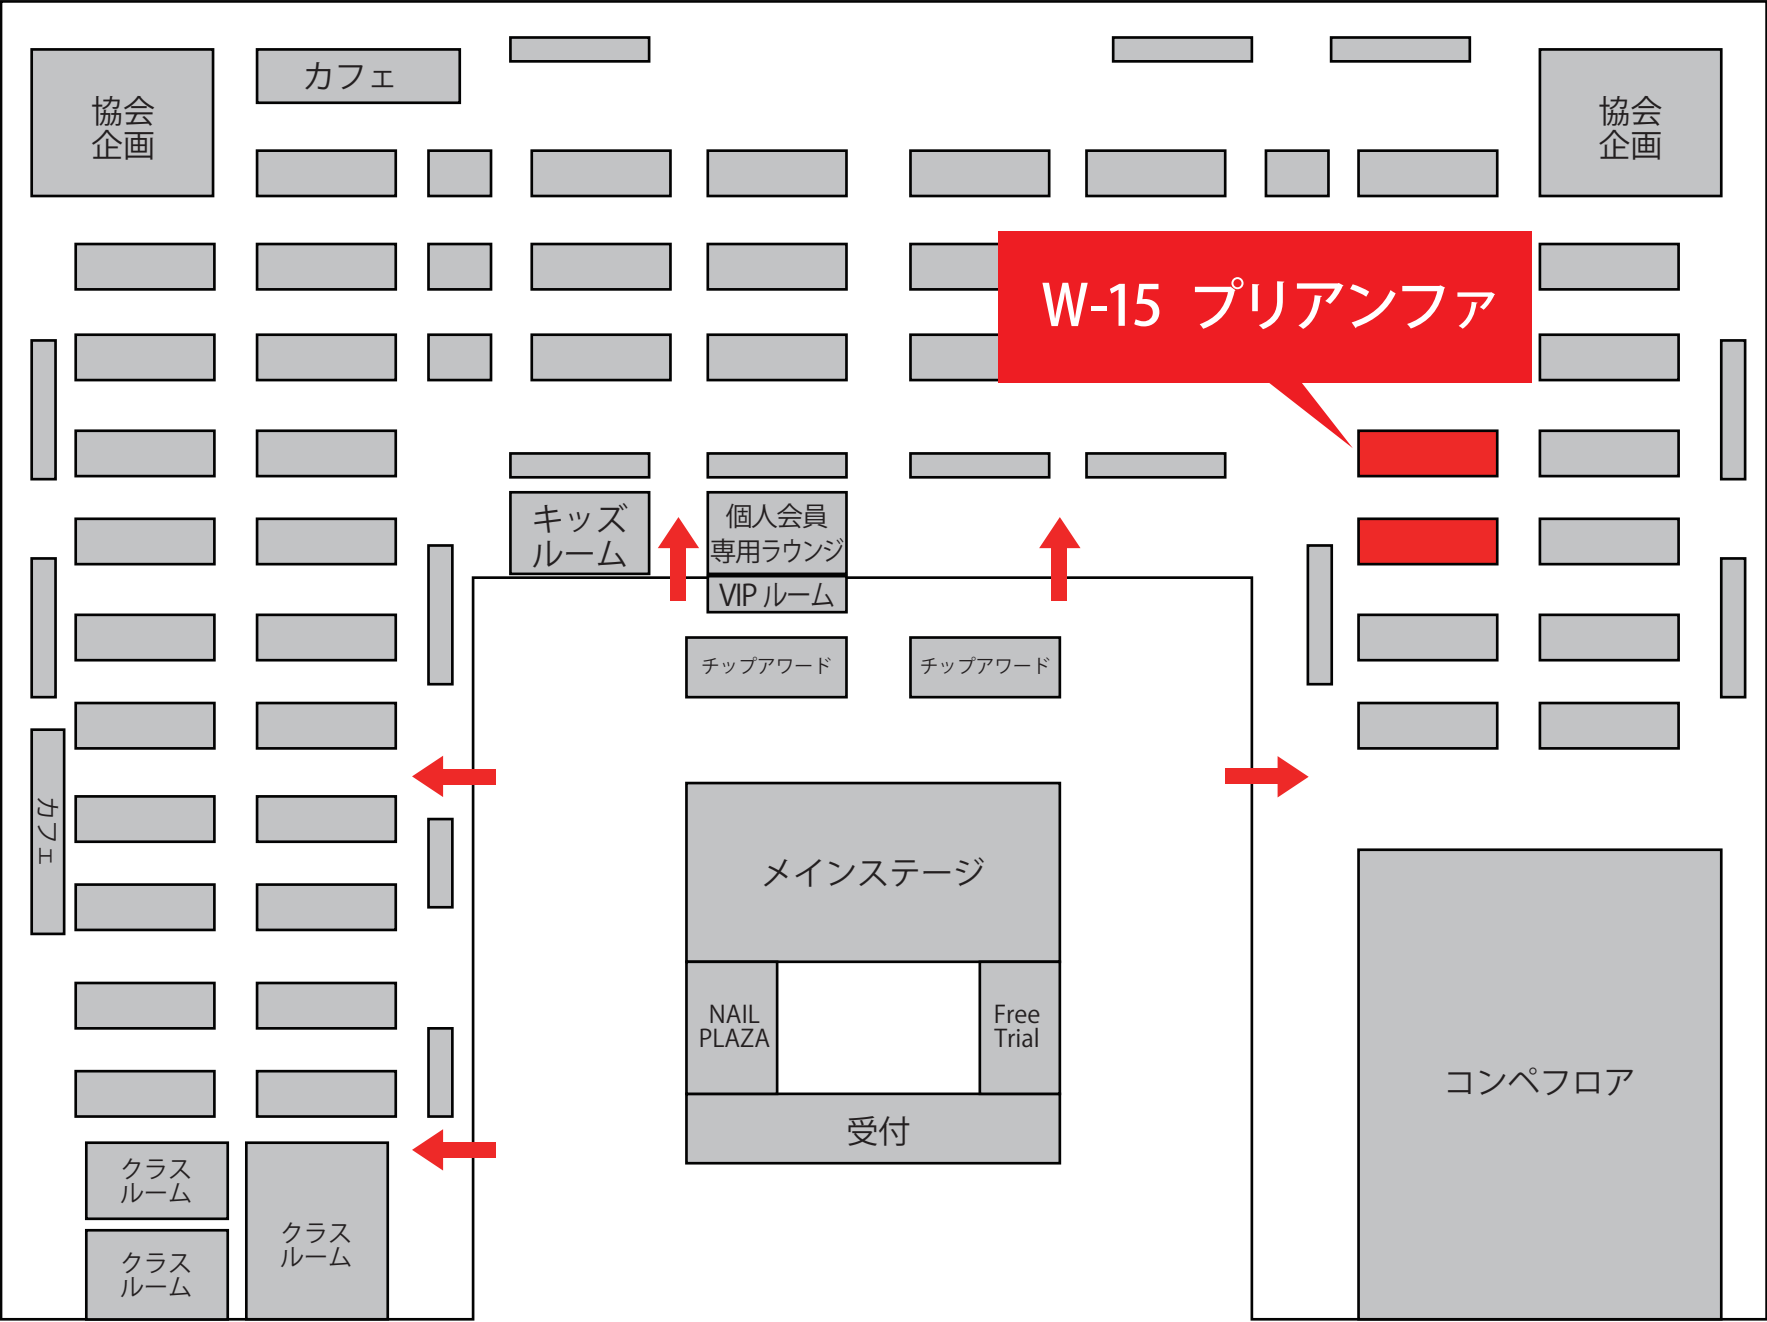 カフェ
協会
企画
協会
企画
W-15 プリアンファ
キッズ
ルーム
個人会員
専用ラウンジ
VIP ルーム
チップアワード
チップアワード
カフェ
メインステージ
NAIL
PLAZA
Free
Trial
コンペフロア
受付
クラス
ルーム
クラス
ルーム
クラス
ルーム